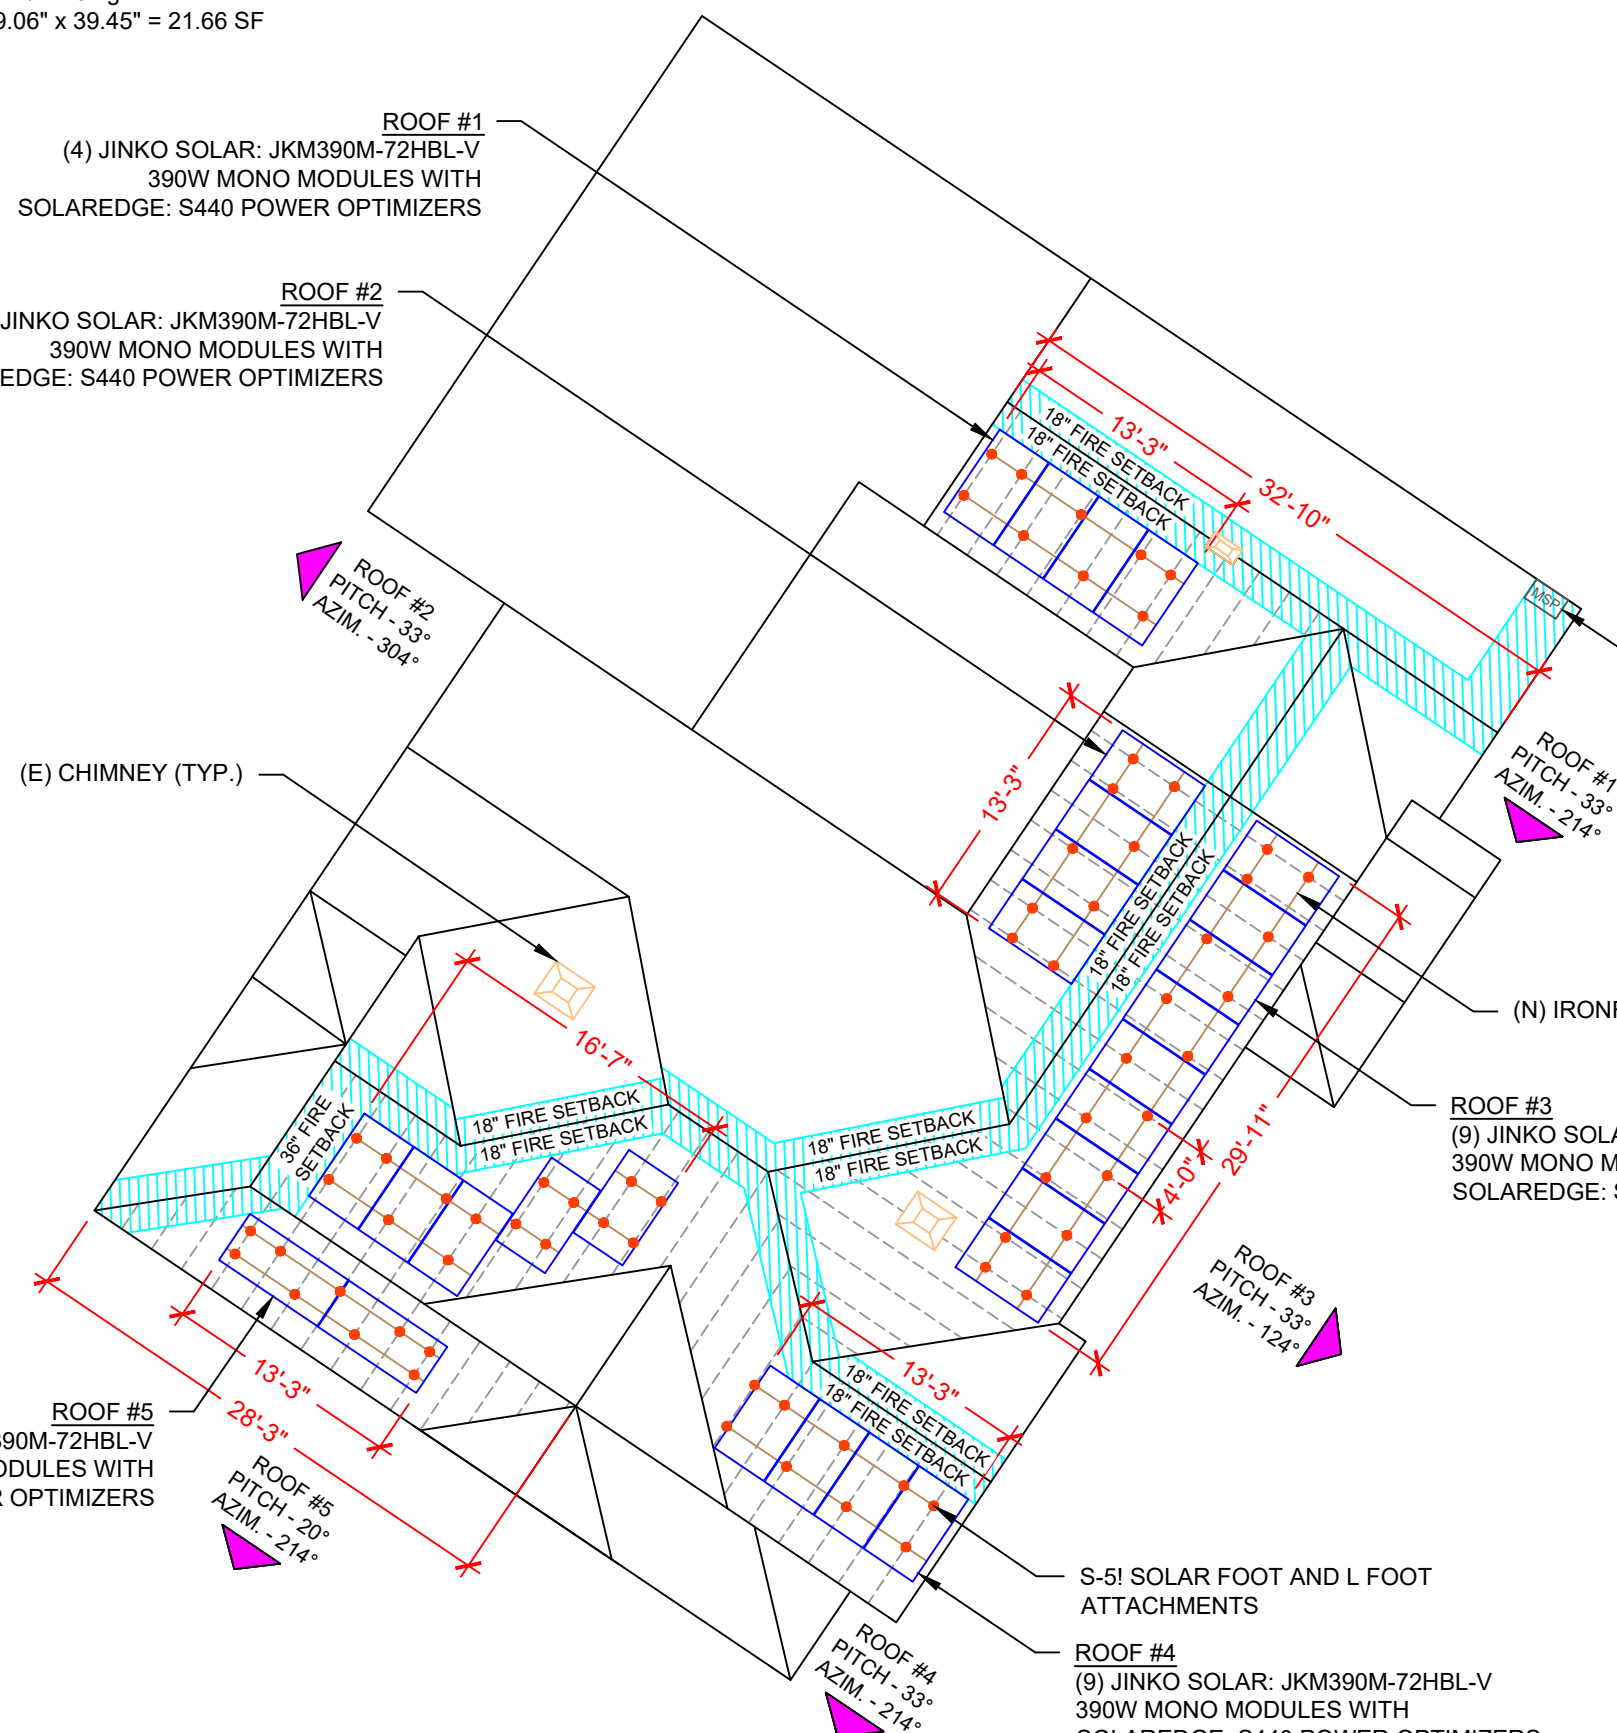 9.06" x 39.45" = 21.66 SF
ROOF #1
(4) JINKO SOLAR: JKM390M-72HBL-V
390W MONO MODULES WITH
SOLAREDGE: S440 POWER OPTIMIZERS
ROOF #2
JINKO SOLAR: JKM390M-72HBL-V
390W MONO MODULES WITH
EDGE: S440 POWER OPTIMIZERS
18" FIRE SETBACK
18" FIRE SETBACK
13'-3"
32'-10"
MSP
ROOF #2
PITCH - 33°
AZIM. - 304°
ROOF #1
PITCH - 33°
AZIM. - 214°
(E) CHIMNEY (TYP.)
13'-3"
18" FIRE SETBACK
18" FIRE SETBACK
(N) IRON
16'-7"
36" FIRE
SETBACK
18" FIRE SETBACK
18" FIRE SETBACK
18" FIRE SETBACK
18" FIRE SETBACK
4'-0"
29'-11"
ROOF #3
(9) JINKO SOLA
390W MONO M
SOLAREDGE: S
ROOF #3
PITCH - 33°
AZIM. - 124°
13'-3"
28'-3"
13'-3"
18" FIRE SETBACK
18" FIRE SETBACK
ROOF #5
390M-72HBL-V
ODULES WITH
R OPTIMIZERS
ROOF #5
PITCH - 20°
AZIM. - 214°
S-5! SOLAR FOOT AND L FOOT
ATTACHMENTS
ROOF #4
PITCH - 33°
AZIM. - 214°
ROOF #4
(9) JINKO SOLAR: JKM390M-72HBL-V
390W MONO MODULES WITH
SOLAREDGE: S440 POWER OPTIMIZERS